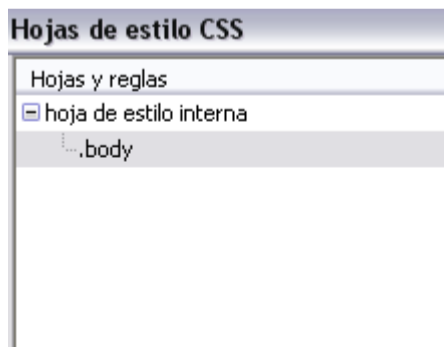 Hojas de estilo CSS
Hojas y reglas
hoja de estilo interna
.body